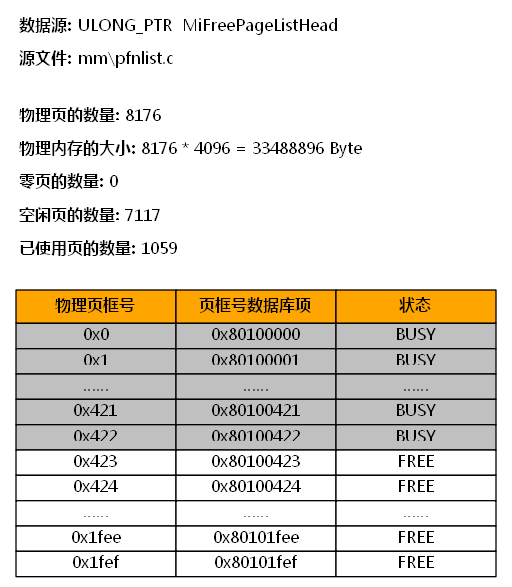 数据源: ULONG_PTR MiFreePageListHead
源文件: mm\pfnlist.c
物理页的数量: 8176
物理内存的大小: 8176 * 4096 = 33488896 Byte
零页的数量: 0
空闲页的数量: 7117
已使用页的数量: 1059
物理页框号 页框号数据库项 状态
0x0 0x80100000 BUSY
0x1 0x80100001 BUSY
...... ...... ......
0x421 0x80100421 BUSY
0x422 0x80100422 BUSY
0x423 0x80100423 FREE
0x424 0x80100424 FREE
...... ...... ......
0x1fee 0x80101fee FREE
0x1fef 0x80101fef FREE